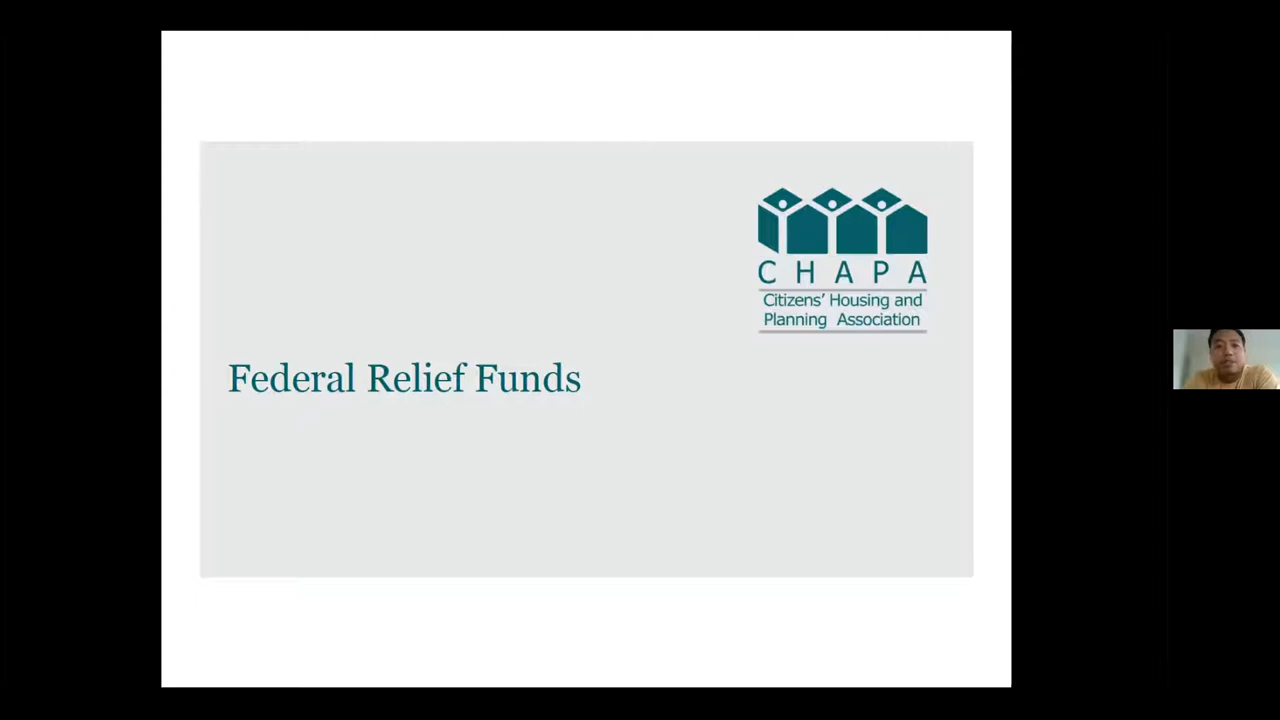 CHAPA
Citizens' Housing and
Planning Association
Federal Relief Funds